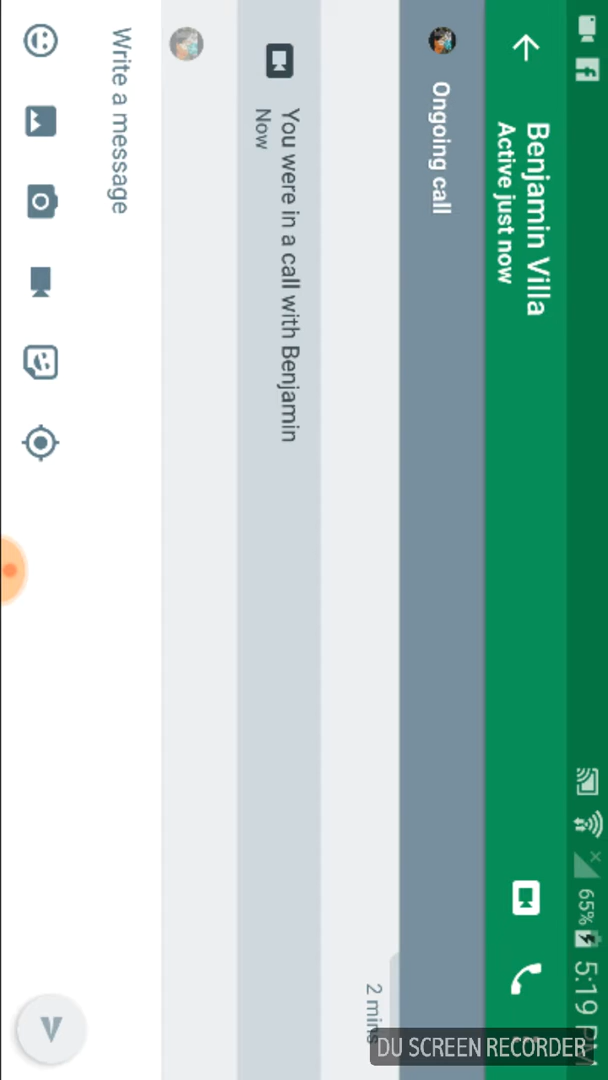 65% 5:19 PM
Benjamin Villa
Active just now
Ongoing call
2 mins
You were in a call with Benjamin
Now
Write a message
DU SCREEN RECORDER